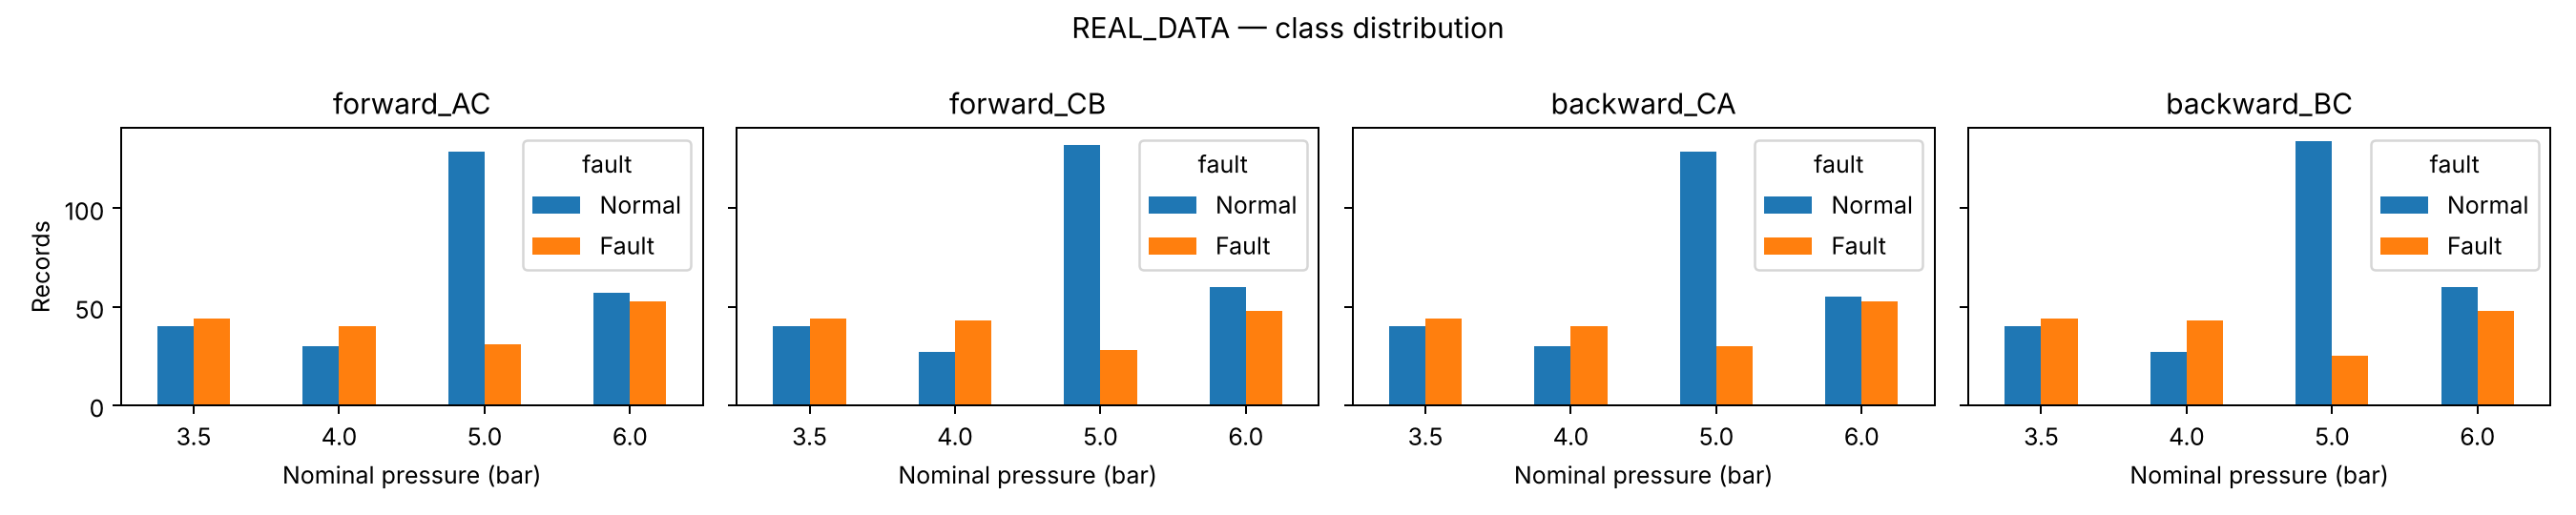 REAL_DATA — class distribution
forward_AC
fault
Normal
Fault
Records
100
50
0
3.5 4.0 5.0 6.0
Nominal pressure (bar)
forward_CB
fault
Normal
Fault
3.5 4.0 5.0 6.0
Nominal pressure (bar)
backward_CA
fault
Normal
Fault
3.5 4.0 5.0 6.0
Nominal pressure (bar)
backward_BC
fault
Normal
Fault
3.5 4.0 5.0 6.0
Nominal pressure (bar)